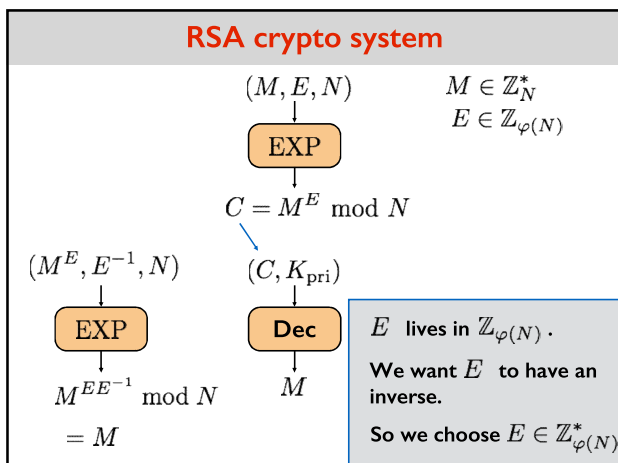 RSA crypto system
(M, E, N)
M ∈ ℤ*_N
E ∈ ℤ_φ(N)
EXP
C = M^E mod N
(M^E, E^−1, N)
(C, K_pri)
EXP
Dec
M^{EE^−1} mod N
M
= M
E lives in ℤ_φ(N) .
We want E to have an
inverse.
So we choose E ∈ ℤ*_φ(N)